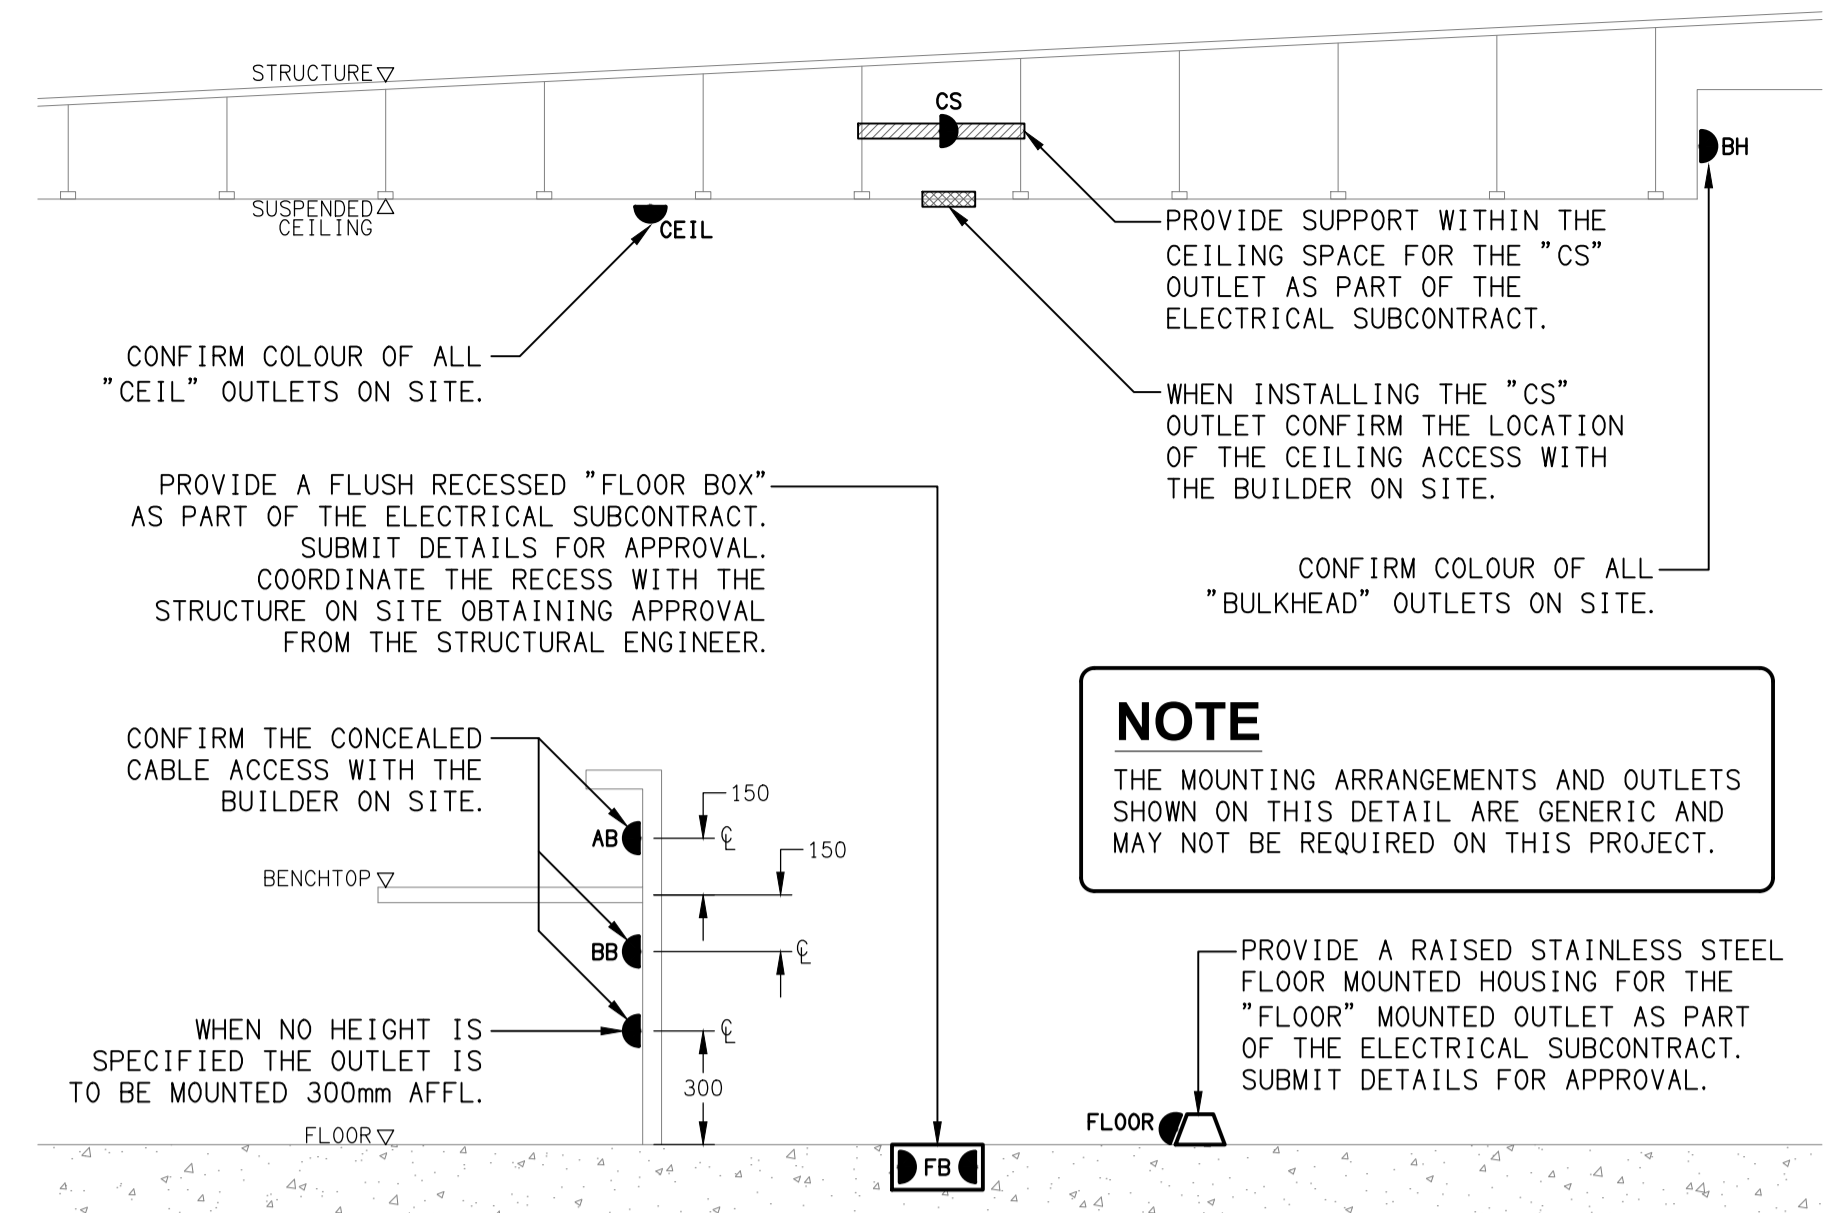 STRUCTURE
CS
BH
SUSPENDED
CEILING
CEIL
PROVIDE SUPPORT WITHIN THE
CEILING SPACE FOR THE "CS"
OUTLET AS PART OF THE
ELECTRICAL SUBCONTRACT.
CONFIRM COLOUR OF ALL
"CEIL" OUTLETS ON SITE.
WHEN INSTALLING THE "CS"
OUTLET CONFIRM THE LOCATION
OF THE CEILING ACCESS WITH
THE BUILDER ON SITE.
PROVIDE A FLUSH RECESSED "FLOOR BOX"
AS PART OF THE ELECTRICAL SUBCONTRACT.
SUBMIT DETAILS FOR APPROVAL.
COORDINATE THE RECESS WITH THE
STRUCTURE ON SITE OBTAINING APPROVAL
FROM THE STRUCTURAL ENGINEER.
CONFIRM COLOUR OF ALL
"BULKHEAD" OUTLETS ON SITE.
NOTE
THE MOUNTING ARRANGEMENTS AND OUTLETS
SHOWN ON THIS DETAIL ARE GENERIC AND
MAY NOT BE REQUIRED ON THIS PROJECT.
CONFIRM THE CONCEALED
CABLE ACCESS WITH THE
BUILDER ON SITE.
150
AB
℄
150
BENCHTOP
BB
℄
WHEN NO HEIGHT IS
SPECIFIED THE OUTLET IS
TO BE MOUNTED 300mm AFFL.
℄
300
PROVIDE A RAISED STAINLESS STEEL
FLOOR MOUNTED HOUSING FOR THE
"FLOOR" MOUNTED OUTLET AS PART
OF THE ELECTRICAL SUBCONTRACT.
SUBMIT DETAILS FOR APPROVAL.
FLOOR
FLOOR
FB